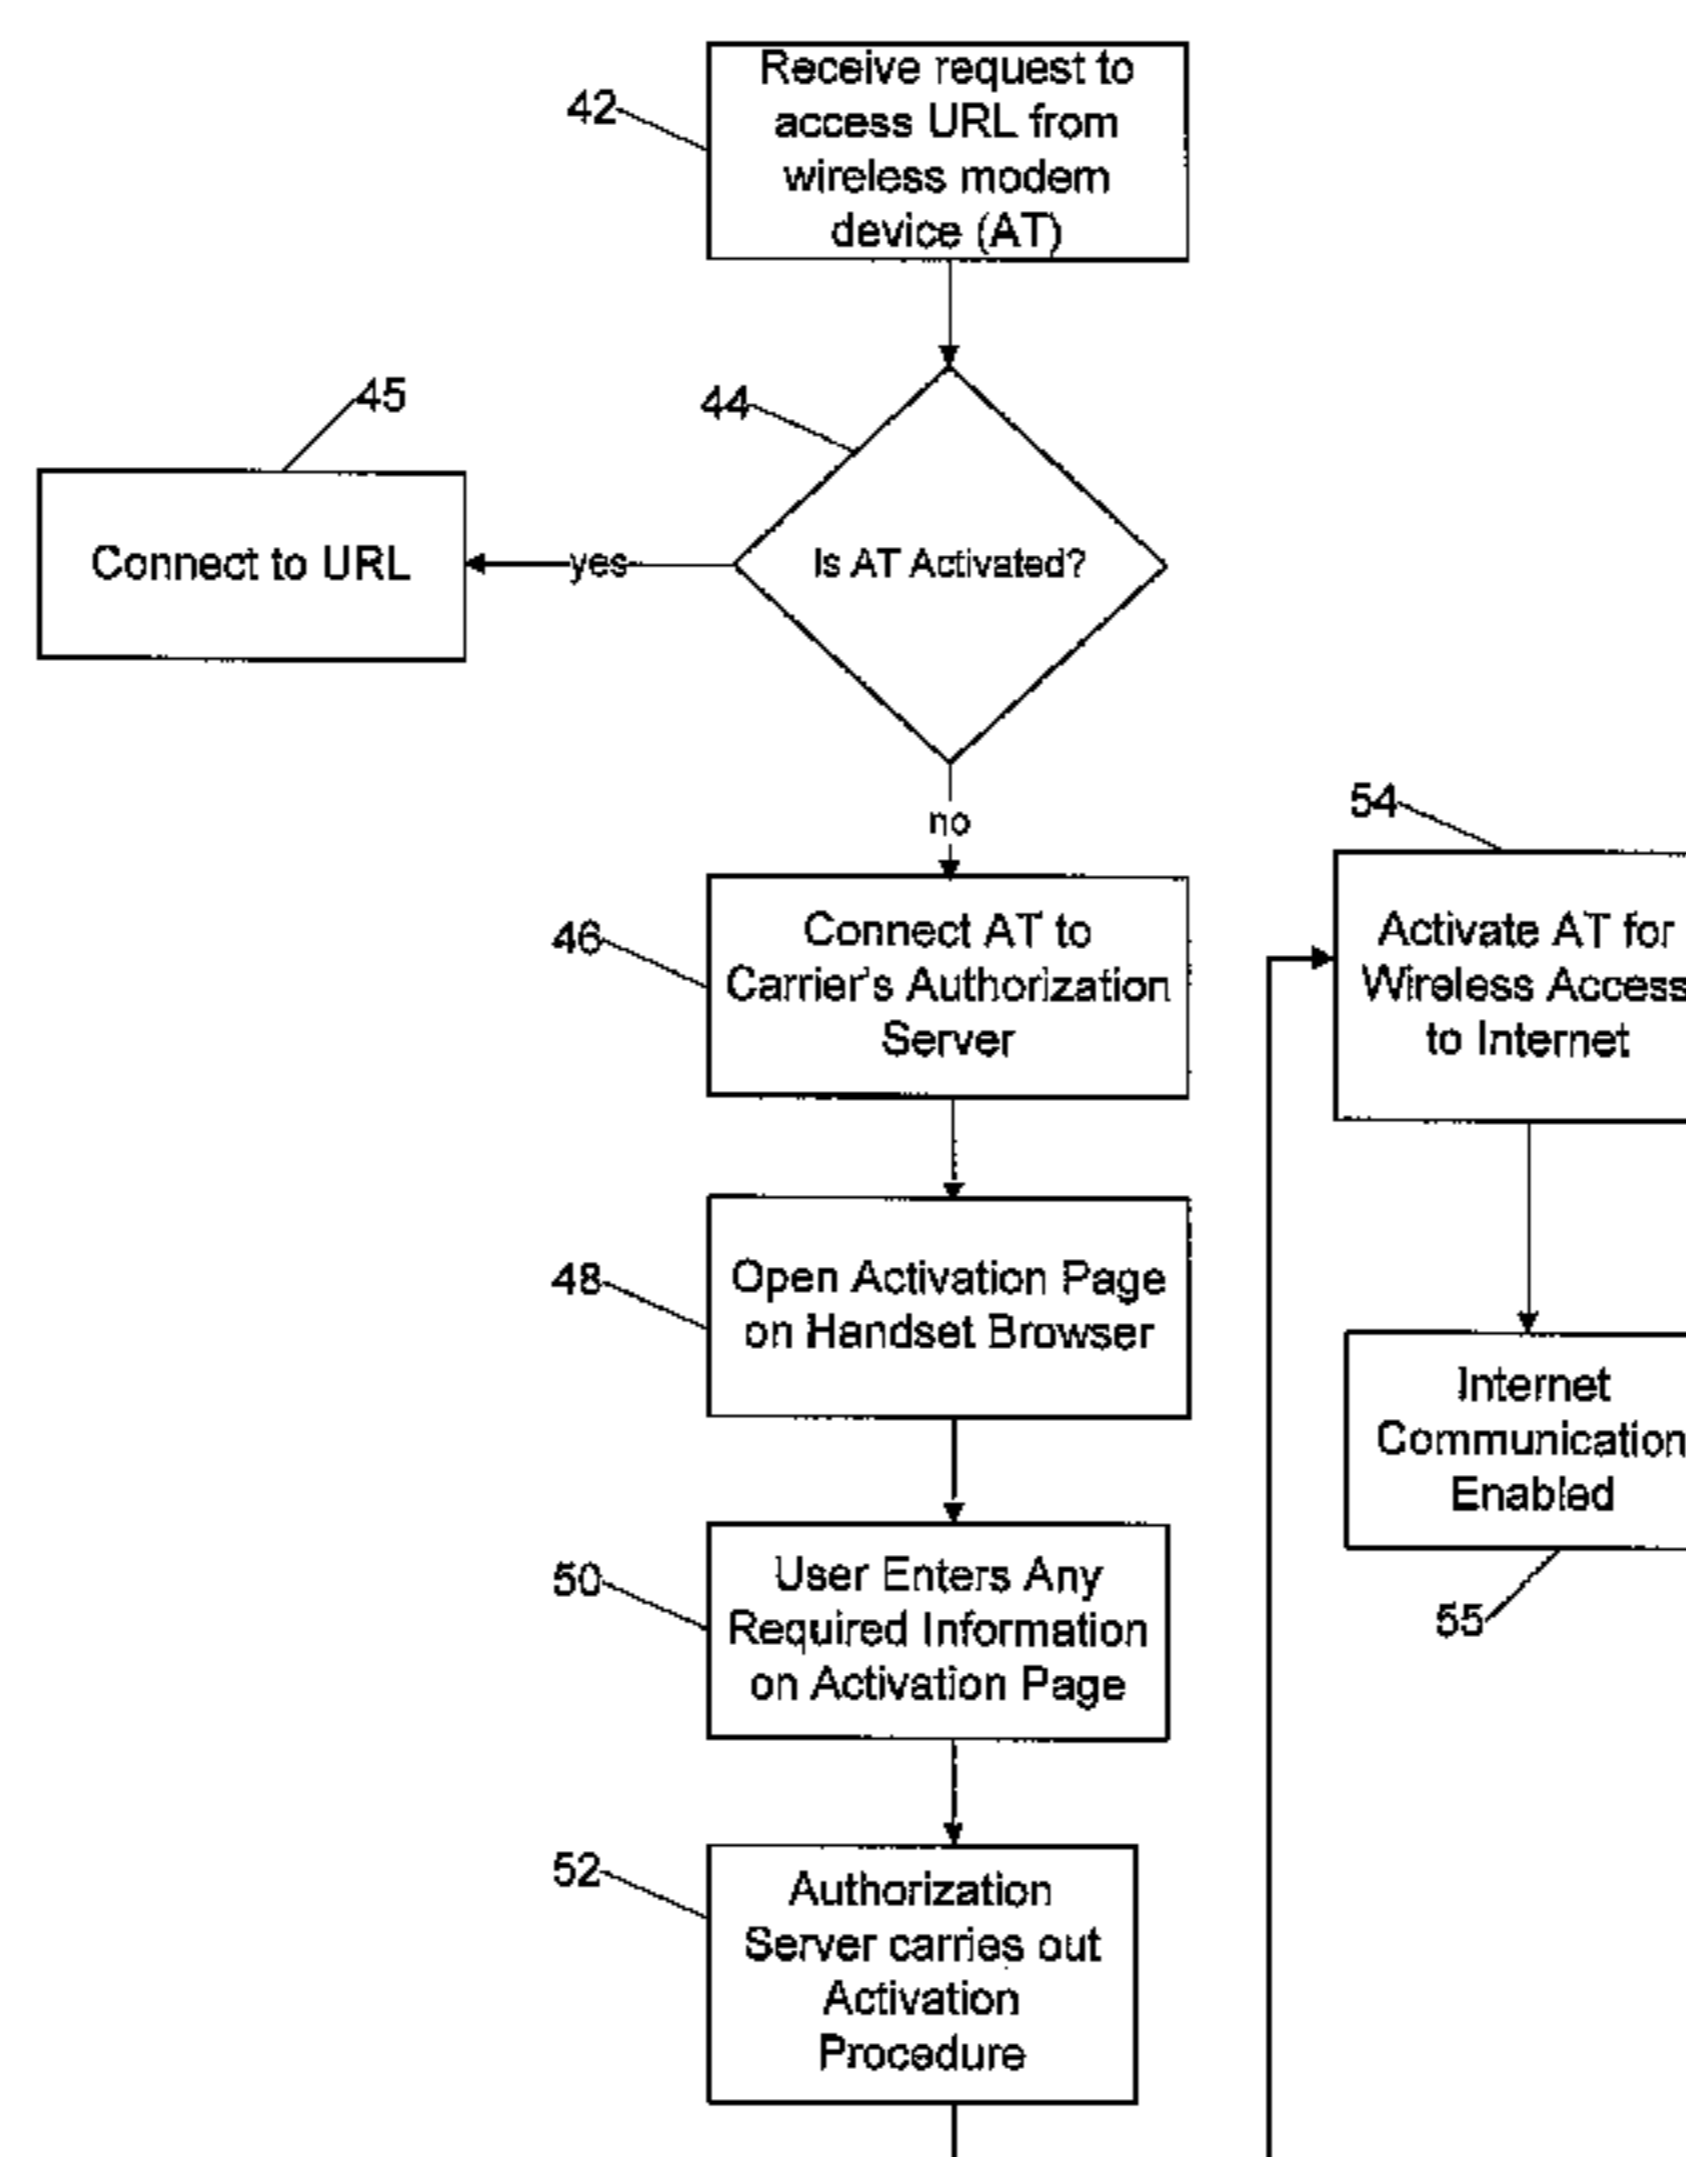 42
Receive request to
access URL from
wireless modem
device (AT)
45
44
Connect to URL
yes
Is AT Activated?
no
46
Connect AT to
Carrier's Authorization
Server
54
Activate AT for
Wireless Access
to Internet
48
Open Activation Page
on Handset Browser
Internet
Communication
Enabled
55
50
User Enters Any
Required Information
on Activation Page
52
Authorization
Server carries out
Activation
Procedure